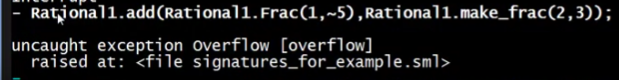 - Rational1.add(Rational1.Frac(1,~5),Rational1.make_frac(2,3));
uncaught exception Overflow [overflow]
raised at: <file signatures_for_example.sml>